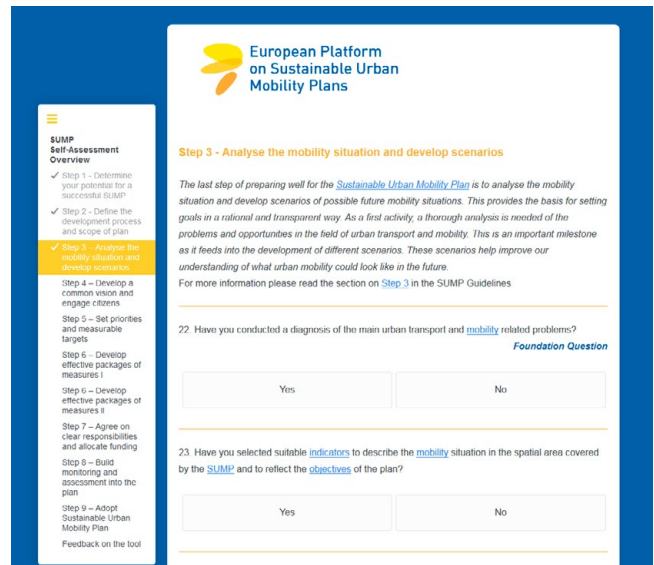 European Platform
on Sustainable Urban
Mobility Plans
SUMP
Self-Assessment
Overview
Step 1 - Determine
your potential for a
successful SUMP
Step 2 - Define the
development process
and scope of plan
Step 3 – Analyse the
mobility situation and
develop scenarios
Step 4 – Develop a
common vision and
engage citizens
Step 5 – Set priorities
and measurable
targets
Step 6 – Develop
effective packages of
measures I
Step 6 – Develop
effective packages of
measures II
Step 7 – Agree on
clear responsibilities
and allocate funding
Step 8 – Build
monitoring and
assessment into the
plan
Step 9 – Adopt
Sustainable Urban
Mobility Plan
Feedback on the tool
Step 3 - Analyse the mobility situation and develop scenarios
The last step of preparing well for the Sustainable Urban Mobility Plan is to analyse the mobility
situation and develop scenarios of possible future mobility situations. This provides the basis for setting
goals in a rational and transparent way. As a first activity, a thorough analysis is needed of the
problems and opportunities in the field of urban transport and mobility. This is an important milestone
as it feeds into the development of different scenarios. These scenarios help improve our
understanding of what urban mobility could look like in the future.
For more information please read the section on Step 3 in the SUMP Guidelines
22. Have you conducted a diagnosis of the main urban transport and mobility related problems?
Foundation Question
Yes No
23. Have you selected suitable indicators to describe the mobility situation in the spatial area covered
by the SUMP and to reflect the objectives of the plan?
Yes No